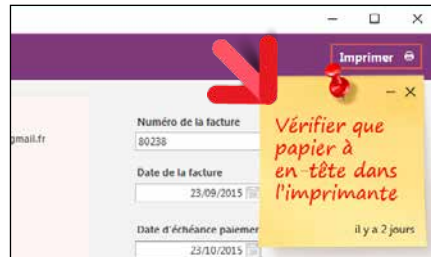 Imprimer
@gmail.fr
Numéro de la facture
80238
Date de la facture
23/09/2015
Date d'échéance paiemen
23/10/2015
Vérifier que
papier à
en-tête dans
l'imprimante
il y a 2 jours